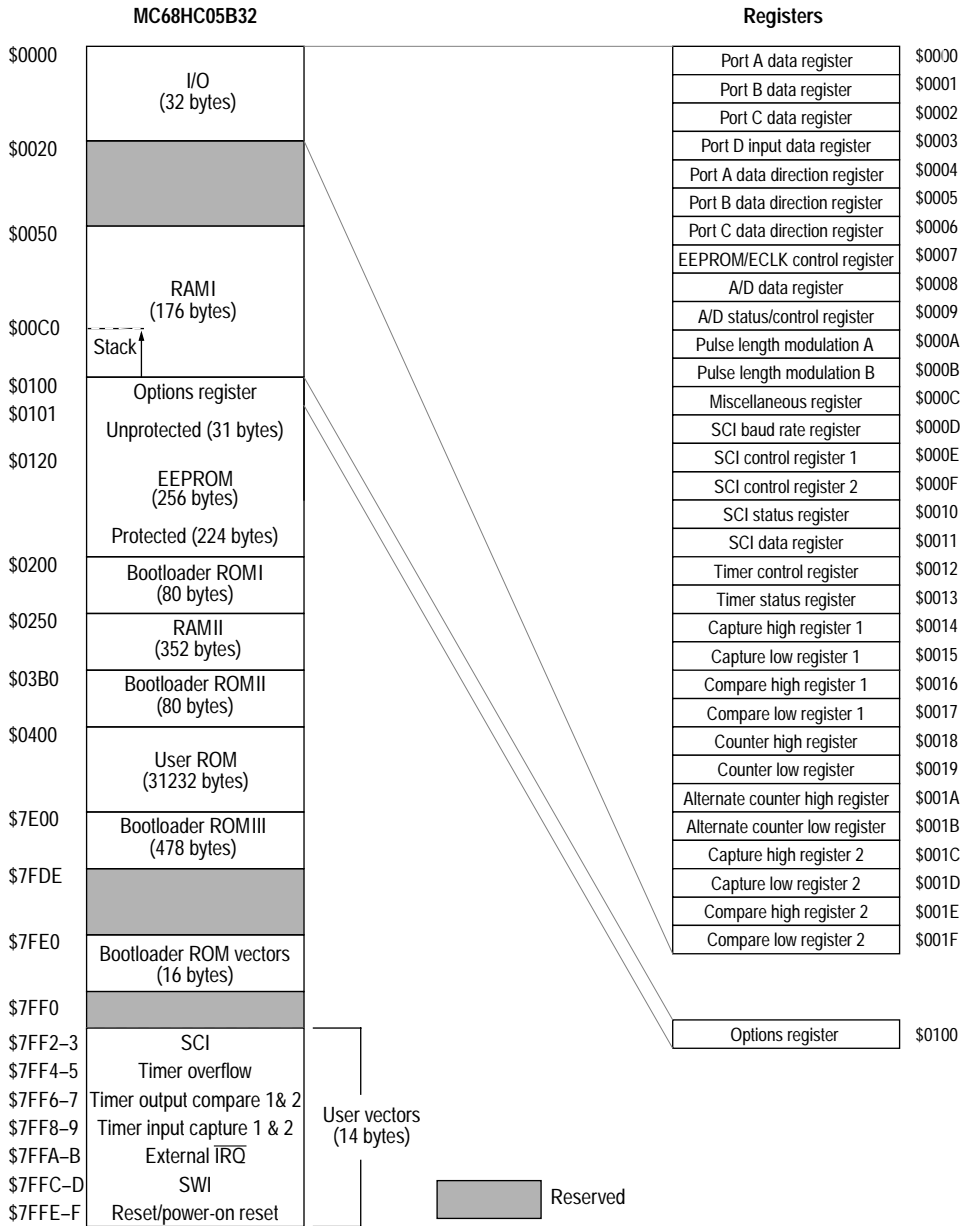 MC68HC05B32
$0000
I/O
(32 bytes)
$0020
$0050
RAMI
(176 bytes)
$00C0
Stack
$0100
Options register
$0101
Unprotected (31 bytes)
$0120
EEPROM
(256 bytes)
Protected (224 bytes)
$0200
Bootloader ROMI
(80 bytes)
$0250
RAMII
(352 bytes)
$03B0
Bootloader ROMII
(80 bytes)
$0400
User ROM
(31232 bytes)
$7E00
Bootloader ROMIII
(478 bytes)
$7FDE
$7FE0
Bootloader ROM vectors
(16 bytes)
$7FF0
$7FF2–3 SCI
$7FF4–5 Timer overflow
$7FF6–7 Timer output compare 1& 2
$7FF8–9 Timer input capture 1 & 2
$7FFA–B External IRQ
$7FFC–D SWI
$7FFE–F Reset/power-on reset
User vectors
(14 bytes)
Reserved
Registers
Port A data register $0000
Port B data register $0001
Port C data register $0002
Port D input data register $0003
Port A data direction register $0004
Port B data direction register $0005
Port C data direction register $0006
EEPROM/ECLK control register $0007
A/D data register $0008
A/D status/control register $0009
Pulse length modulation A $000A
Pulse length modulation B $000B
Miscellaneous register $000C
SCI baud rate register $000D
SCI control register 1 $000E
SCI control register 2 $000F
SCI status register $0010
SCI data register $0011
Timer control register $0012
Timer status register $0013
Capture high register 1 $0014
Capture low register 1 $0015
Compare high register 1 $0016
Compare low register 1 $0017
Counter high register $0018
Counter low register $0019
Alternate counter high register $001A
Alternate counter low register $001B
Capture high register 2 $001C
Capture low register 2 $001D
Compare high register 2 $001E
Compare low register 2 $001F
Options register $0100